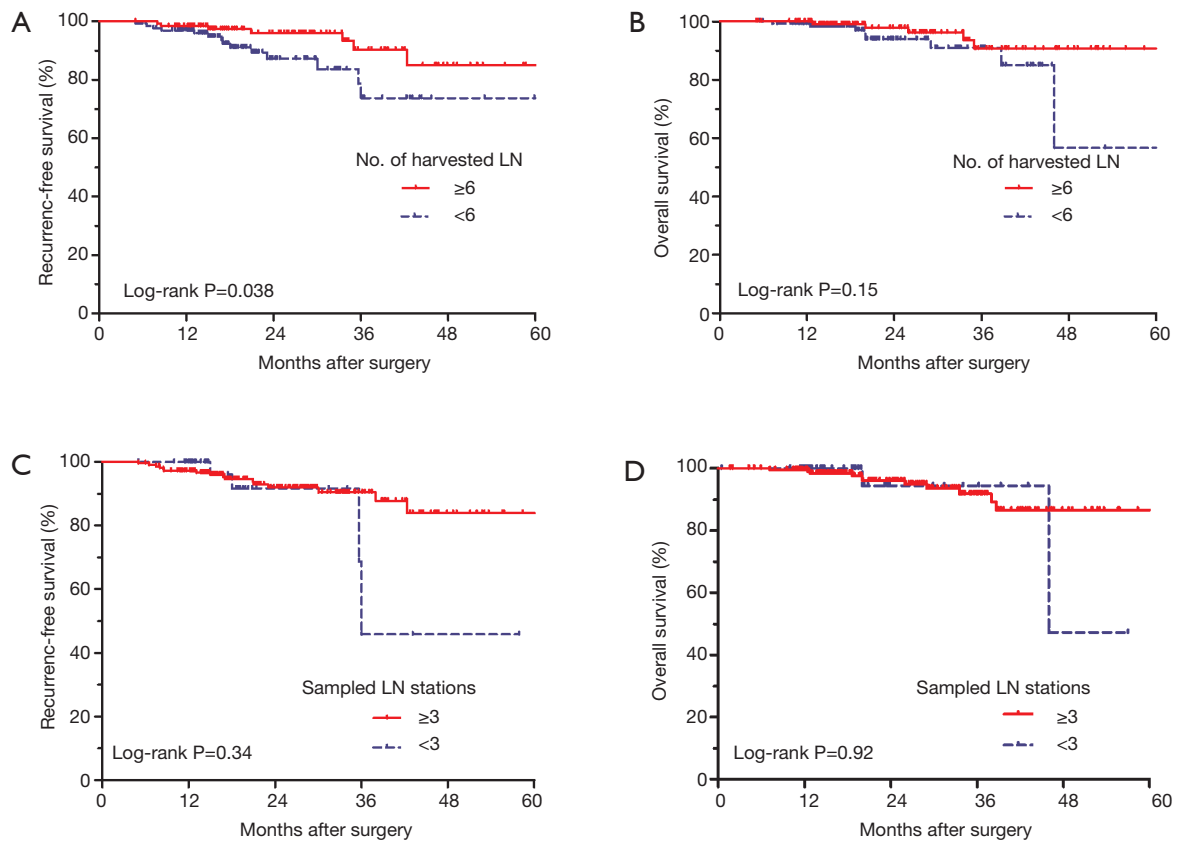 A
Recurrenc-free survival (%)
100
80
60
40
20
0
No. of harvested LN
≥6
<6
Log-rank P=0.038
0 12 24 36 48 60
Months after surgery
B
Overall survival (%)
100
80
60
40
20
0
No. of harvested LN
≥6
<6
Log-rank P=0.15
0 12 24 36 48 60
Months after surgery
C
Recurrenc-free survival (%)
100
80
60
40
20
0
Sampled LN stations
≥3
<3
Log-rank P=0.34
0 12 24 36 48 60
Months after surgery
D
Overall survival (%)
100
80
60
40
20
0
Sampled LN stations
≥3
<3
Log-rank P=0.92
0 12 24 36 48 60
Months after surgery